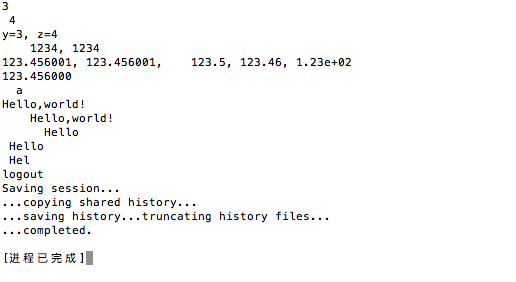 3
 4
y=3, z=4
    1234, 1234
123.456001, 123.456001,    123.5, 123.46, 1.23e+02
123.456000
  a
Hello,world!
    Hello,world!
      Hello
 Hello
 Hel
logout
Saving session...
...copying shared history...
...saving history...truncating history files...
...completed.

[进程已完成]